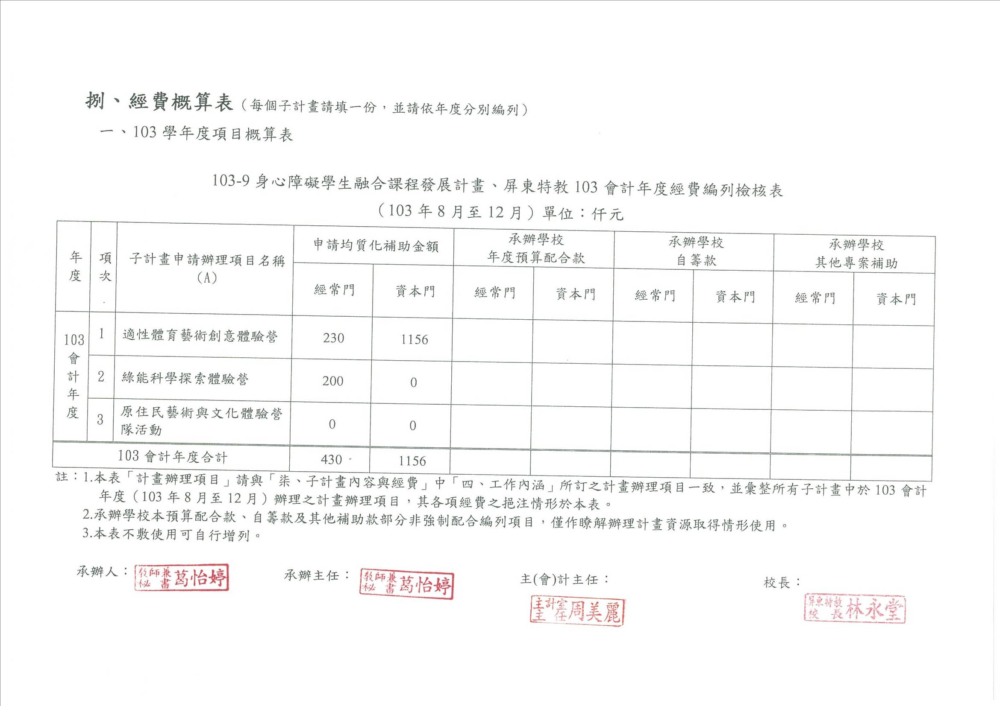 捌、經費概算表（每個子計畫請填一份，並請依年度分別編列）
一、103 學年度項目概算表
103-9 身心障礙學生融合課程發展計畫、屏東特教 103 會計年度經費編列檢核表
（103 年 8 月至 12 月）單位：仟元
年度 項次 子計畫申請辦理項目名稱(A) 申請均質化補助金額 承辦學校年度預算配合款 承辦學校自籌款 承辦學校其他專案補助
經常門 資本門 經常門 資本門 經常門 資本門 經常門 資本門
103會計年度
1 適性體育藝術創意體驗營 230 1156
2 綠能科學探索體驗營 200 0
3 原住民藝術與文化體驗營隊活動 0 0
103 會計年度合計 430 1156
註：1.本表「計畫辦理項目」請與「柒、子計畫內容與經費」中「四、工作內涵」所訂之計畫辦理項目一致，並彙整所有子計畫中於 103 會計
年度（103 年 8 月至 12 月）辦理之計畫辦理項目，其各項經費之挹注情形於本表。
2.承辦學校本預算配合款、自籌款及其他補助款部分非強制配合編列項目，僅作瞭解辦理計畫資源取得情形使用。
3.本表不敷使用可自行增列。
承辦人： 教師兼秘書 葛怡婷 承辦主任： 教師兼秘書 葛怡婷 主(會)計主任： 主計室主任 周美麗 校長： 屏東特教校長 林永堂